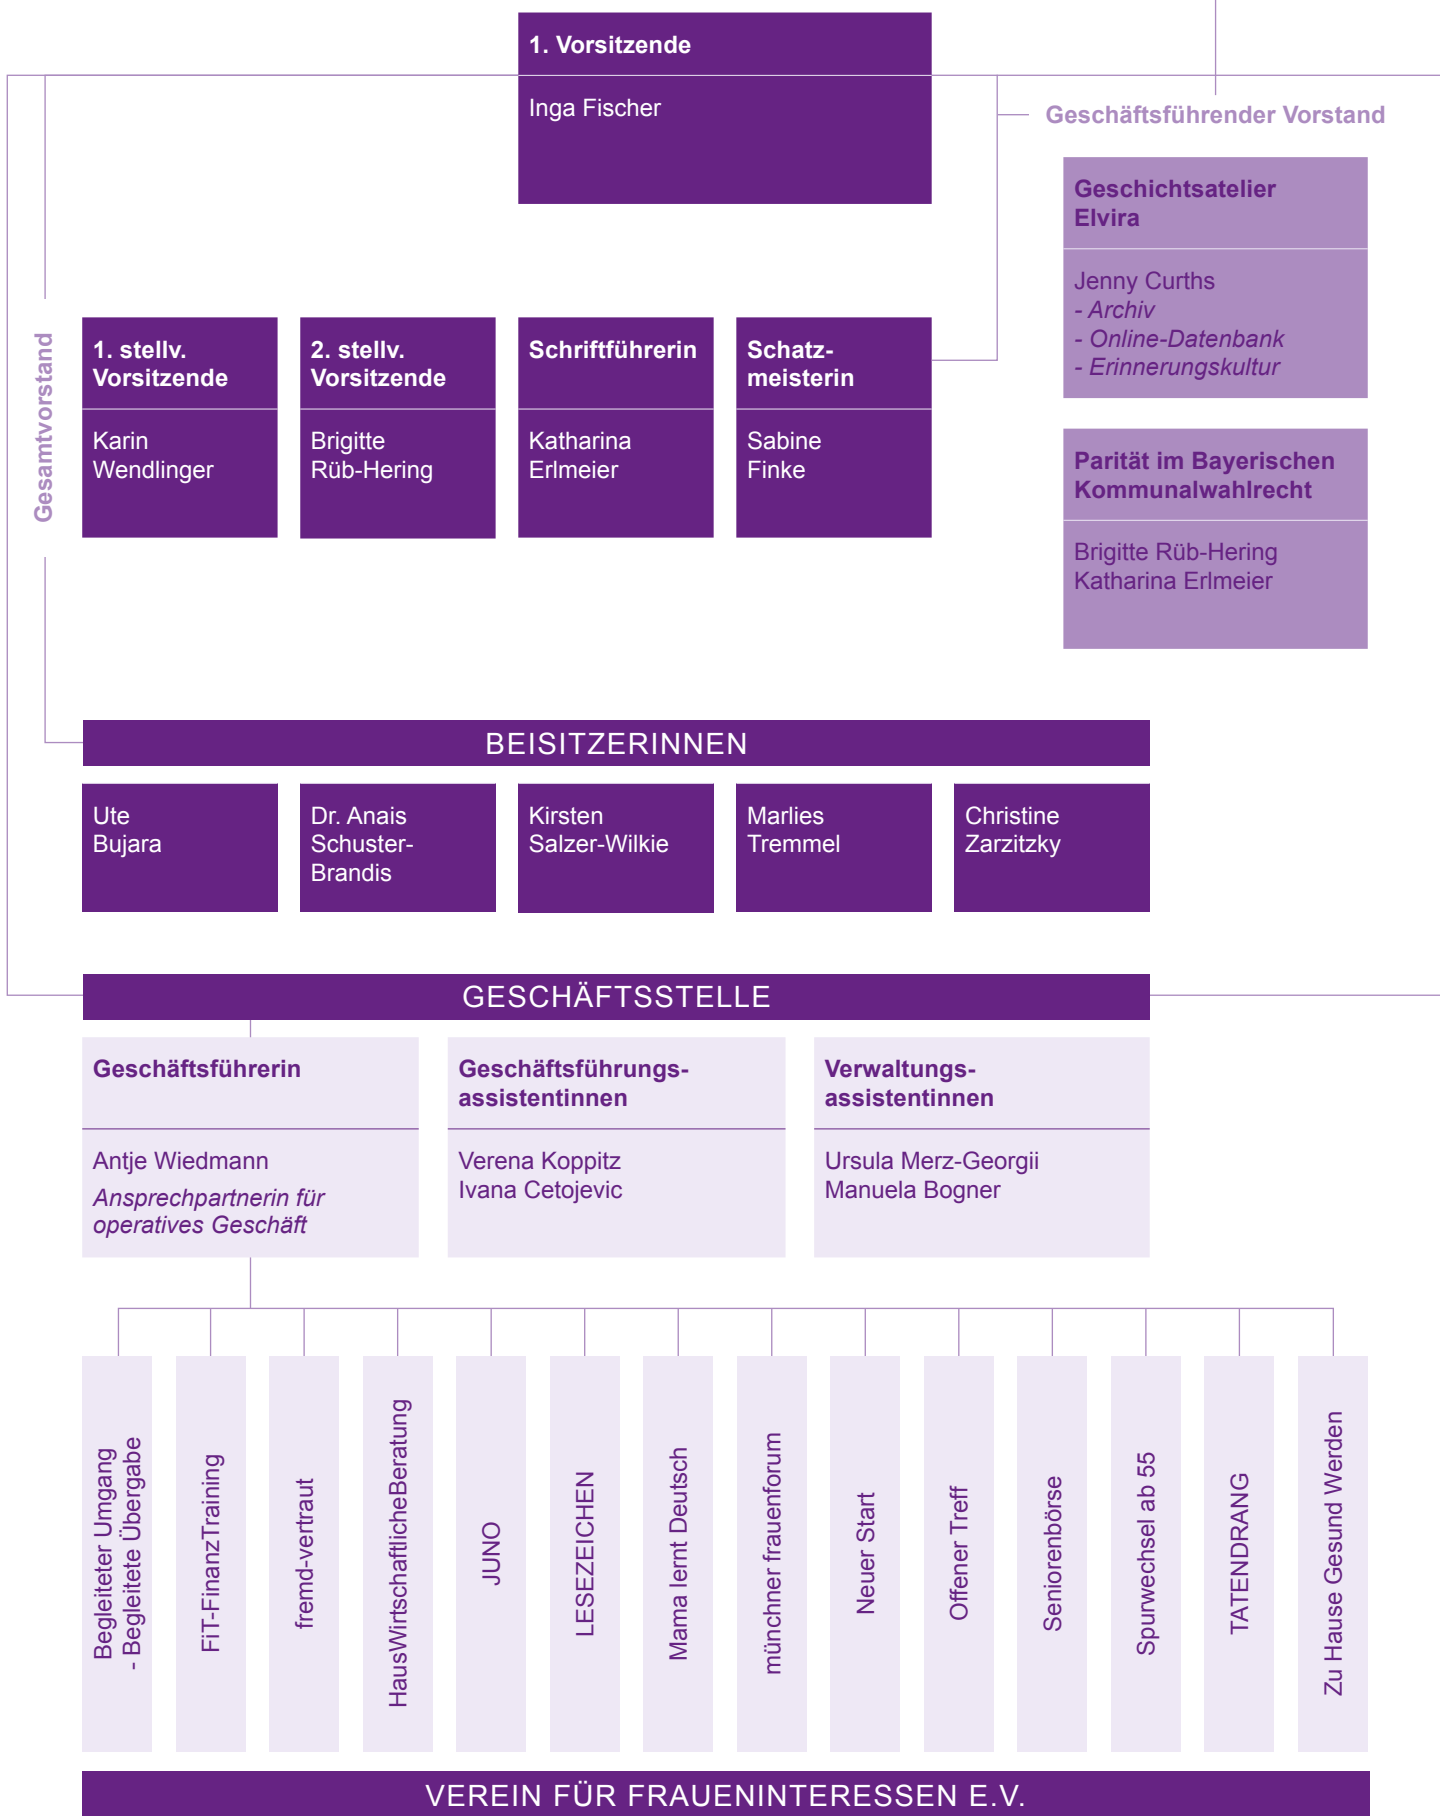 1. Vorsitzende
Inga Fischer
Geschäftsführender Vorstand
Geschichtsatelier
Elvira
Jenny Curths
- Archiv
- Online-Datenbank
- Erinnerungskultur
Parität im Bayerischen
Kommunalwahlrecht
Brigitte Rüb-Hering
Katharina Erlmeier
Gesamtvorstand
1. stellv.
Vorsitzende
Karin
Wendlinger
2. stellv.
Vorsitzende
Brigitte
Rüb-Hering
Schriftführerin
Katharina
Erlmeier
Schatz-
meisterin
Sabine
Finke
BEISITZERINNEN
Ute
Bujara
Dr. Anais
Schuster-
Brandis
Kirsten
Salzer-Wilkie
Marlies
Tremmel
Christine
Zarzitzky
GESCHÄFTSSTELLE
Geschäftsführerin
Antje Wiedmann
Ansprechpartnerin für
operatives Geschäft
Geschäftsführungs-
assistentinnen
Verena Koppitz
Ivana Cetojevic
Verwaltungs-
assistentinnen
Ursula Merz-Georgii
Manuela Bogner
Begleiteter Umgang
- Begleitete Übergabe
FiT-FinanzTraining
fremd-vertraut
HausWirtschaftlicheBeratung
JUNO
LESEZEICHEN
Mama lernt Deutsch
münchner frauenforum
Neuer Start
Offener Treff
Seniorenbörse
Spurwechsel ab 55
TATENDRANG
Zu Hause Gesund Werden
VEREIN FÜR FRAUENINTERESSEN E.V.